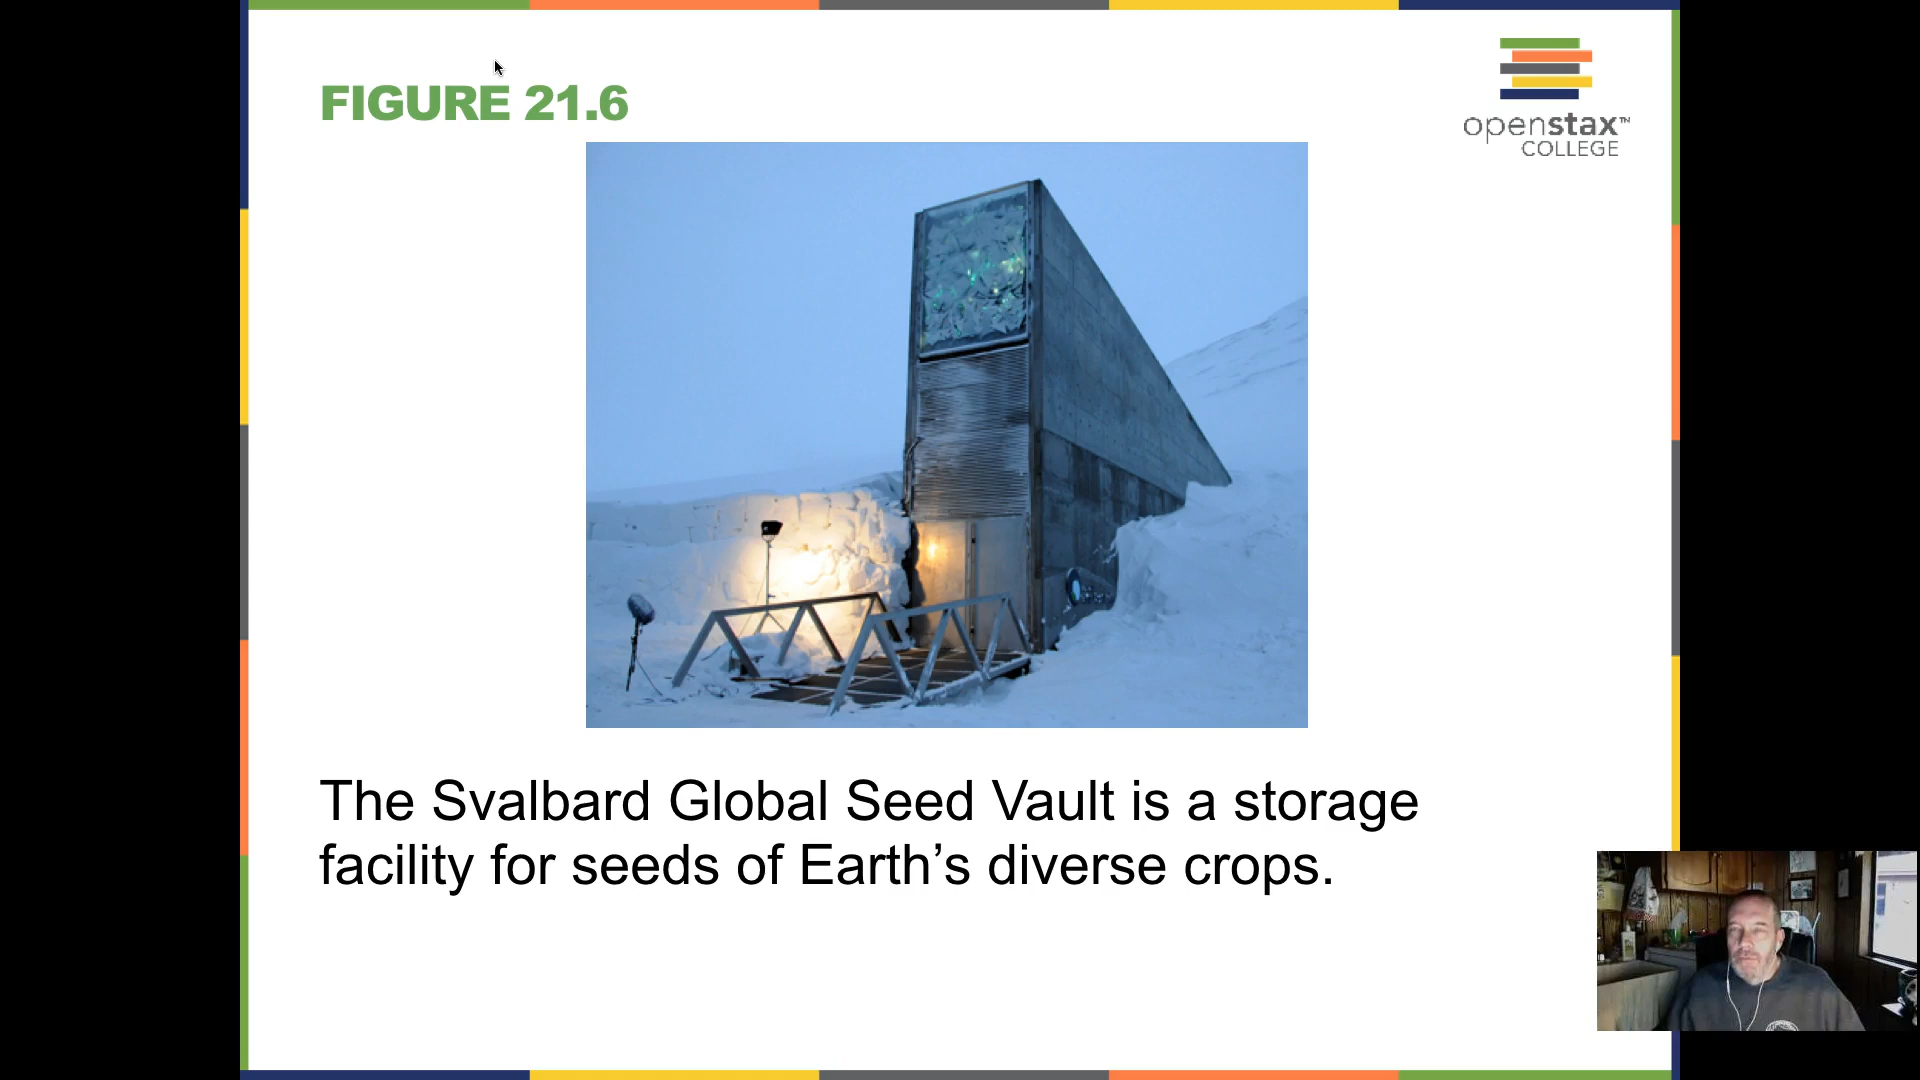 FIGURE 21.6
openstax™
COLLEGE
The Svalbard Global Seed Vault is a storage
facility for seeds of Earth’s diverse crops.